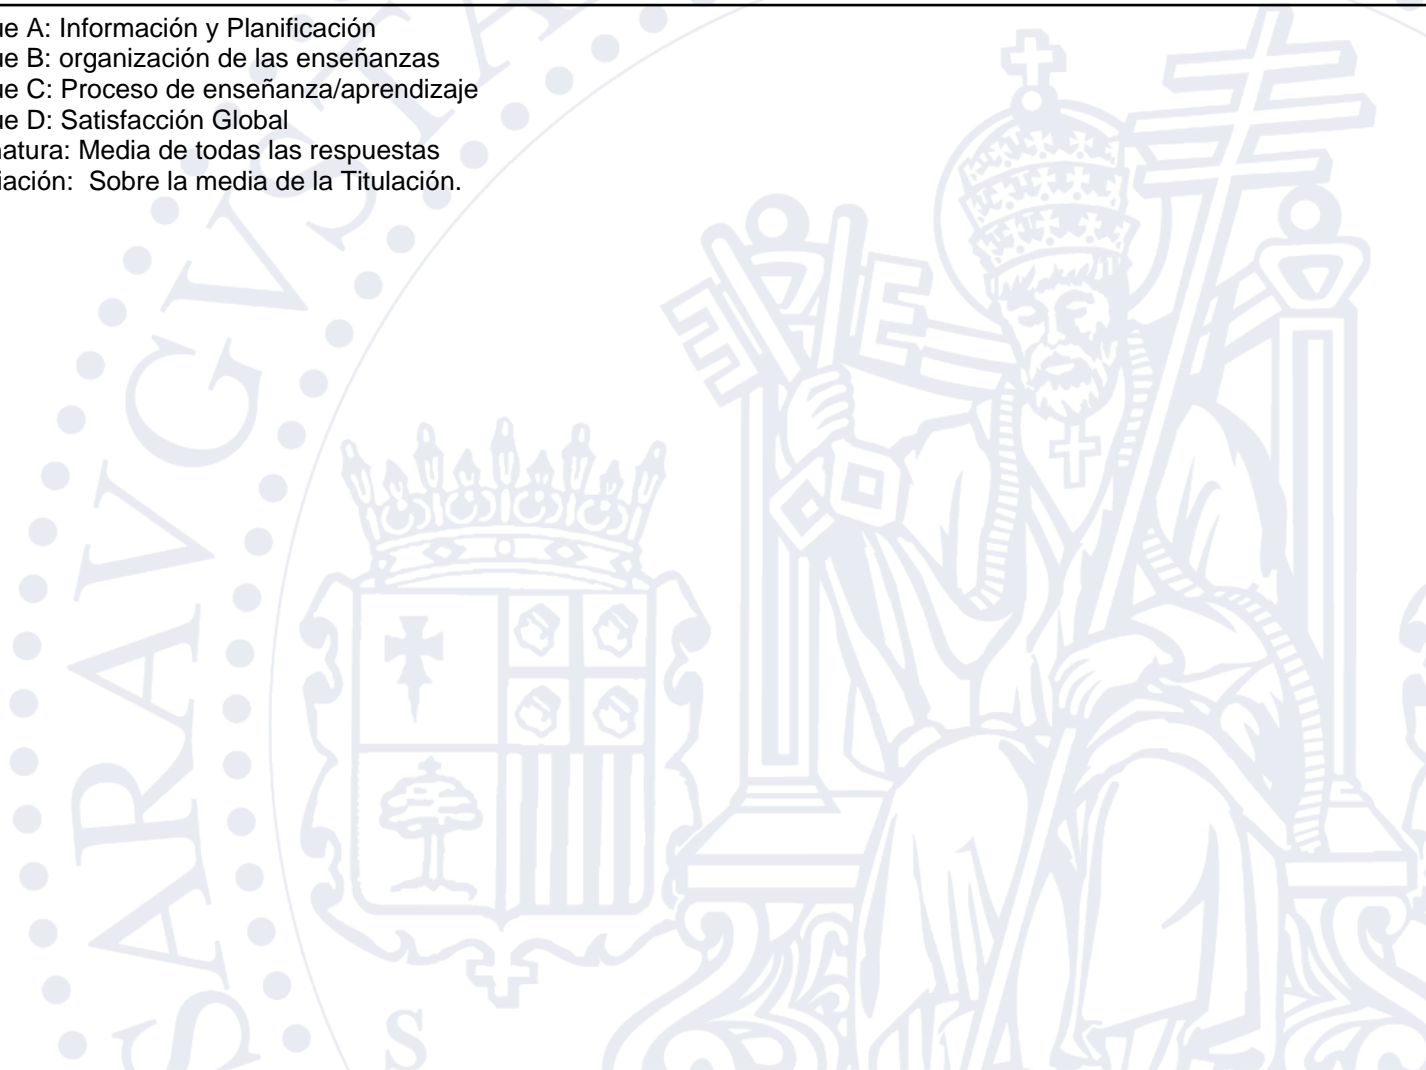 ue A: Información y Planificación
ue B: organización de las enseñanzas
ue C: Proceso de enseñanza/aprendizaje
ue D: Satisfacción Global
natura: Media de todas las respuestas
iación: Sobre la media de la Titulación.
SARAVGVSTA
S